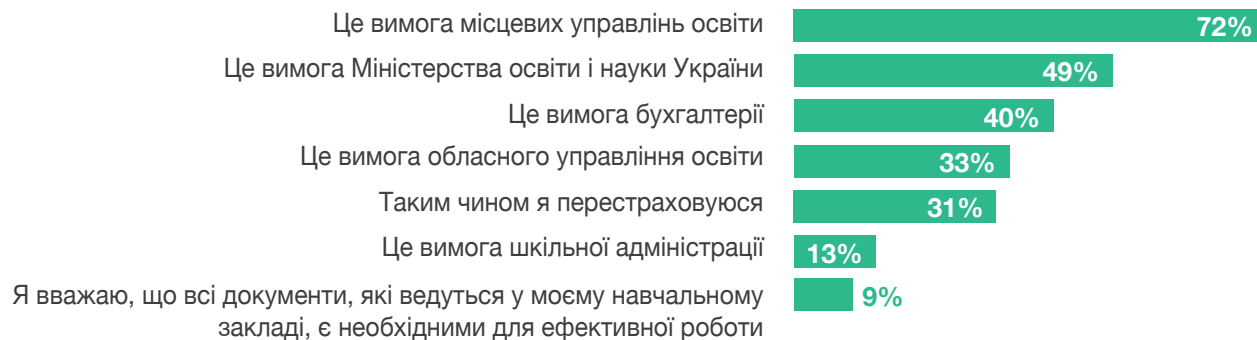 Це вимога місцевих управлінь освіти 72%
Це вимога Міністерства освіти і науки України 49%
Це вимога бухгалтерії 40%
Це вимога обласного управління освіти 33%
Таким чином я перестраховуюся 31%
Це вимога шкільної адміністрації 13%
Я вважаю, що всі документи, які ведуться у моєму навчальному 9%
закладі, є необхідними для ефективної роботи